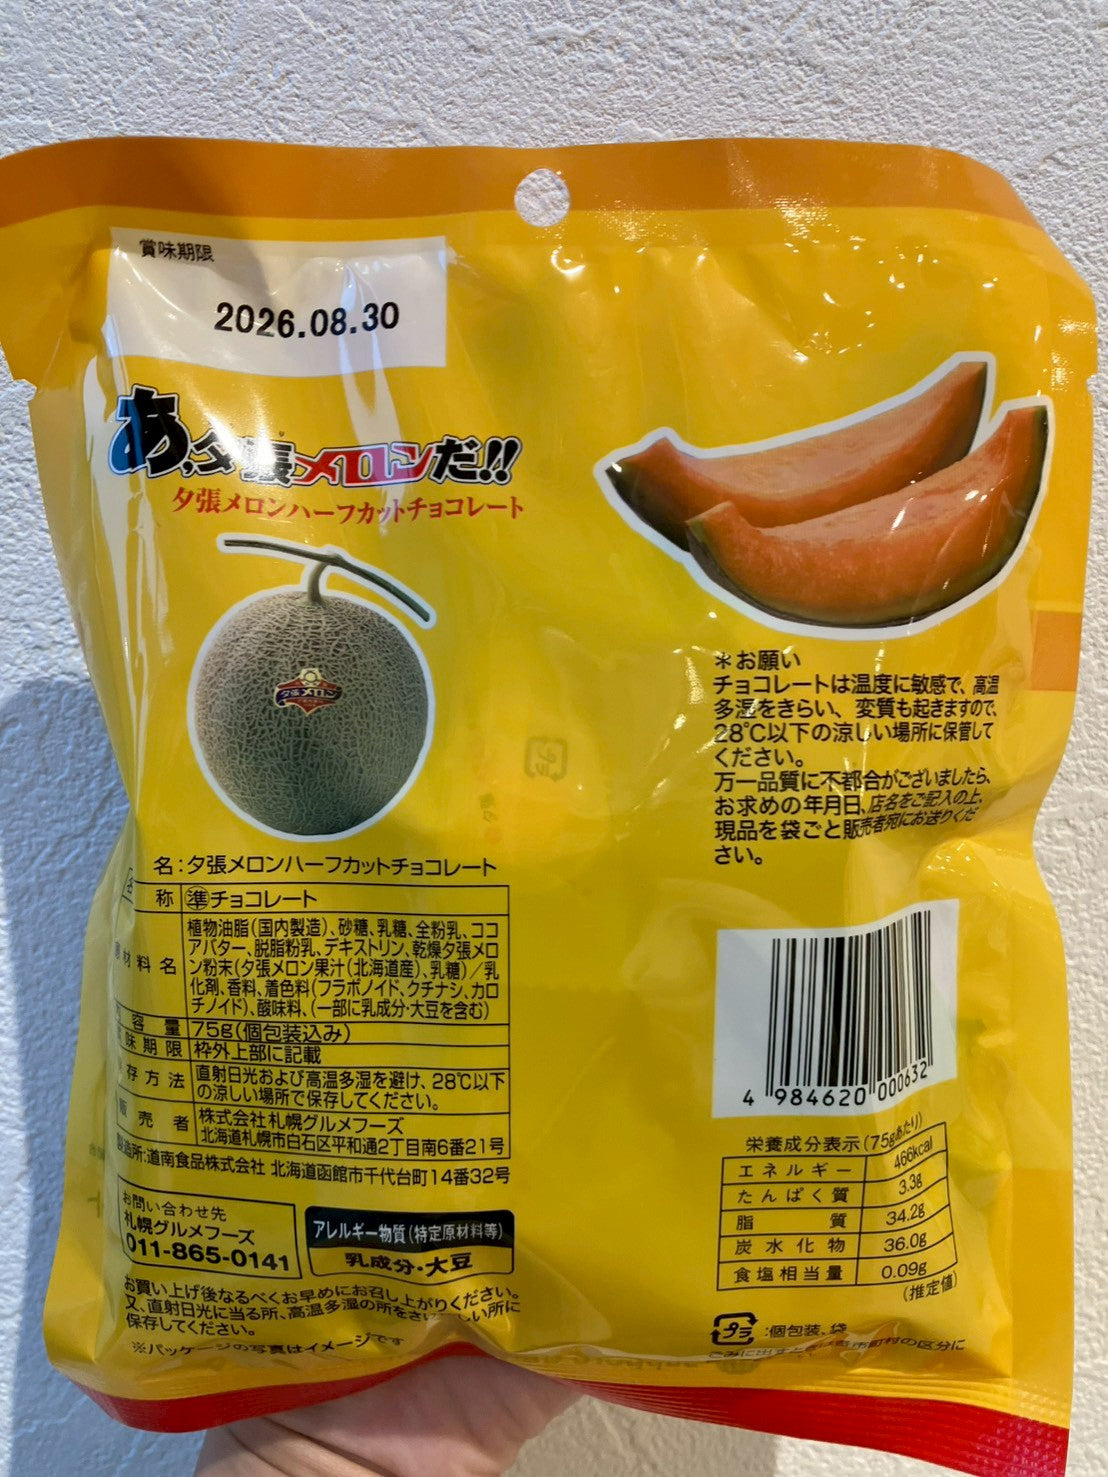 賞味期限
2026.08.30
あ,夕張メロンだ!!
夕張メロンハーフカットチョコレート
夕張メロン
*お願い
チョコレートは温度に敏感で、高温
多湿をきらい、変質も起きますので、
28℃以下の涼しい場所に保管して
ください。
万一品質に不都合がございましたら、
お求めの年月日、店名をご記入の上、
現品を袋ごと販売者宛にお送りくだ
さい。
名:夕張メロンハーフカットチョコレート
称 ㊟チョコレート
材料名 植物油脂(国内製造)、砂糖、乳糖、全粉乳、ココ
アバター、脱脂粉乳、デキストリン、乾燥夕張メロ
ン粉末(夕張メロン果汁(北海道産)、乳糖)/乳
化剤、香料、着色料(フラボノイド、クチナシ、カロ
チノイド)、酸味料、(一部に乳成分・大豆を含む)
容量 75g(個包装込み)
味期限 枠外上部に記載
存方法 直射日光および高温多湿を避け、28℃以下
の涼しい場所で保存してください。
販売者 株式会社札幌グルメフーズ
北海道札幌市白石区平和通2丁目南6番21号
製造所:道南食品株式会社 北海道函館市千代台町14番32号
お問い合わせ先
札幌グルメフーズ
011-865-0141
アレルギー物質(特定原材料等)
乳成分・大豆
お買い上げ後なるべくお早めにお召し上がりください。
又、直射日光に当る所、高温多湿の所をさけ涼しい所に
保存してください。
※パッケージの写真はイメージです
4 984620 000632
栄養成分表示(75gあたり)
エネルギー 466kcal
たんぱく質 3.3g
脂質 34.2g
炭水化物 36.0g
食塩相当量 0.09g
(推定値)
プラ :個包装、袋
ごみに出すときは市町村の区分に